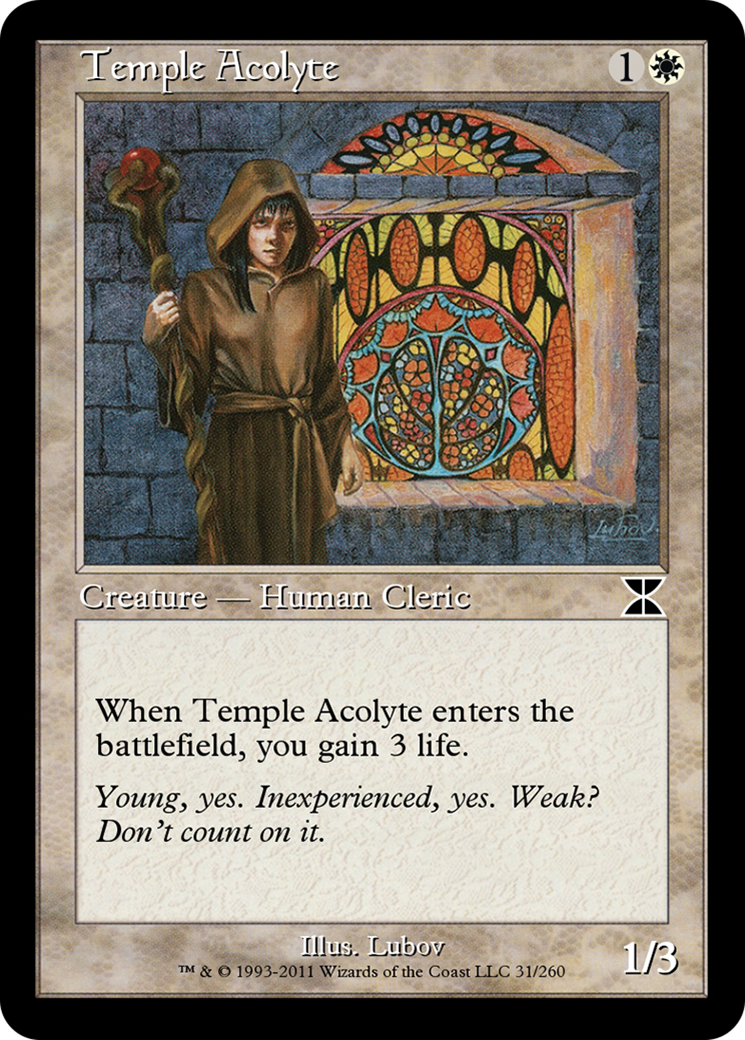 Temple Acolyte 1
Lubov.
Creature — Human Cleric
When Temple Acolyte enters the
battlefield, you gain 3 life.
Young, yes. Inexperienced, yes. Weak?
Don't count on it.
Illus. Lubov
™ & © 1993-2011 Wizards of the Coast LLC 31/260
1/3